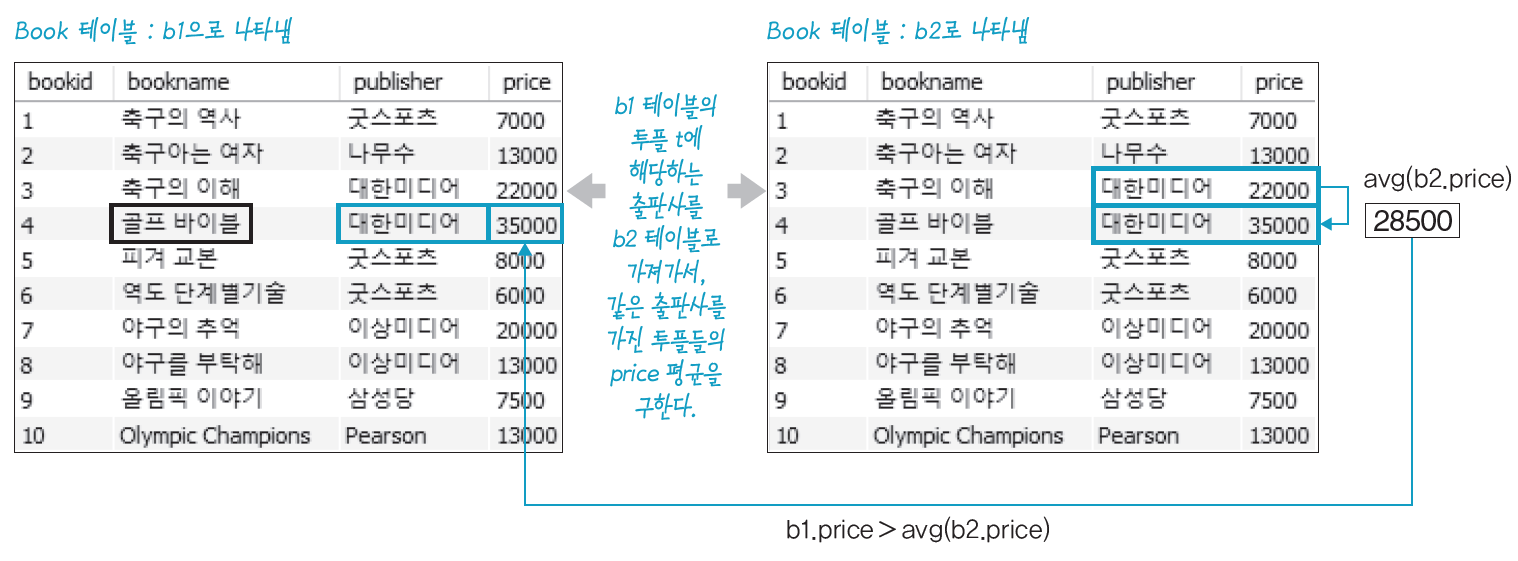 Book 테이블 : b1으로 나타냄
bookid bookname publisher price
1 축구의 역사 굿스포츠 7000
2 축구아는 여자 나무수 13000
3 축구의 이해 대한미디어 22000
4 골프 바이블 대한미디어 35000
5 피겨 교본 굿스포츠 8000
6 역도 단계별기술 굿스포츠 6000
7 야구의 추억 이상미디어 20000
8 야구를 부탁해 이상미디어 13000
9 올림픽 이야기 삼성당 7500
10 Olympic Champions Pearson 13000
b1 테이블의
투플 t에
해당하는
출판사를
b2 테이블로
가져가서,
같은 출판사를
가진 투플들의
price 평균을
구한다.
Book 테이블 : b2로 나타냄
bookid bookname publisher price
1 축구의 역사 굿스포츠 7000
2 축구아는 여자 나무수 13000
3 축구의 이해 대한미디어 22000
4 골프 바이블 대한미디어 35000
5 피겨 교본 굿스포츠 8000
6 역도 단계별기술 굿스포츠 6000
7 야구의 추억 이상미디어 20000
8 야구를 부탁해 이상미디어 13000
9 올림픽 이야기 삼성당 7500
10 Olympic Champions Pearson 13000
avg(b2.price)
28500
b1.price > avg(b2.price)